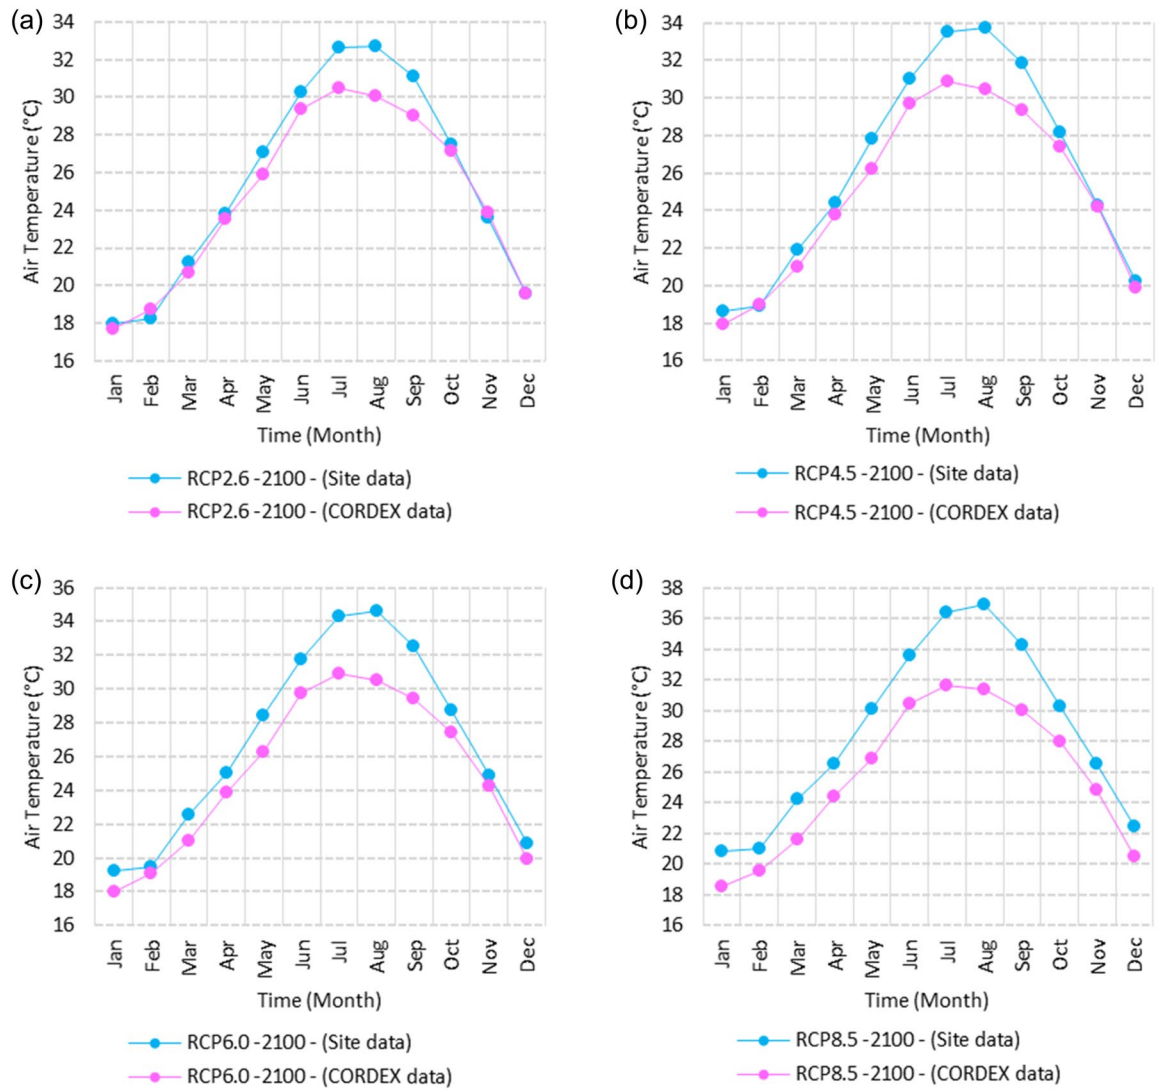 (a)
34
32
30
28
26
24
22
20
18
16
Air Temperature (°C)
Jan Feb Mar Apr May Jun Jul Aug Sep Oct Nov Dec
Time (Month)
RCP2.6 -2100 - (Site data)
RCP2.6 -2100 - (CORDEX data)
(b)
34
32
30
28
26
24
22
20
18
16
Air Temperature (°C)
Jan Feb Mar Apr May Jun Jul Aug Sep Oct Nov Dec
Time (Month)
RCP4.5 -2100 - (Site data)
RCP4.5 -2100 - (CORDEX data)
(c)
36
34
32
30
28
26
24
22
20
18
16
Air Temperature (°C)
Jan Feb Mar Apr May Jun Jul Aug Sep Oct Nov Dec
Time (Month)
RCP6.0 -2100 - (Site data)
RCP6.0 -2100 - (CORDEX data)
(d)
38
36
34
32
30
28
26
24
22
20
18
16
Air Temperature (°C)
Jan Feb Mar Apr May Jun Jul Aug Sep Oct Nov Dec
Time (Month)
RCP8.5 -2100 - (Site data)
RCP8.5 -2100 - (CORDEX data)